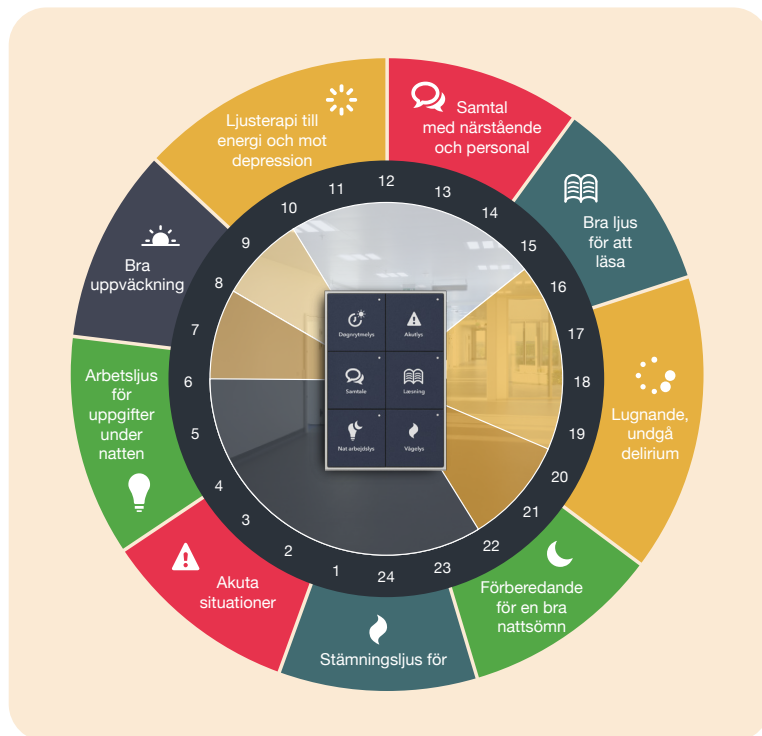 Ljusterapi till
energi och mot
depression
Samtal
med närstående
och personal
Bra ljus
för att
läsa
Lugnande,
undgå
delirium
Förberedande
för en bra
nattsömn
Stämningsljus för
Akuta
situationer
Arbetsljus
för
uppgifter
under
natten
Bra
uppväckning
12
13
14
15
16
17
18
19
20
21
22
23
24
1
2
3
4
5
6
7
8
9
10
11
Døgnrytmelys
Akutlys
Samtale
Læsning
Nat arbejdslys
Vågelys